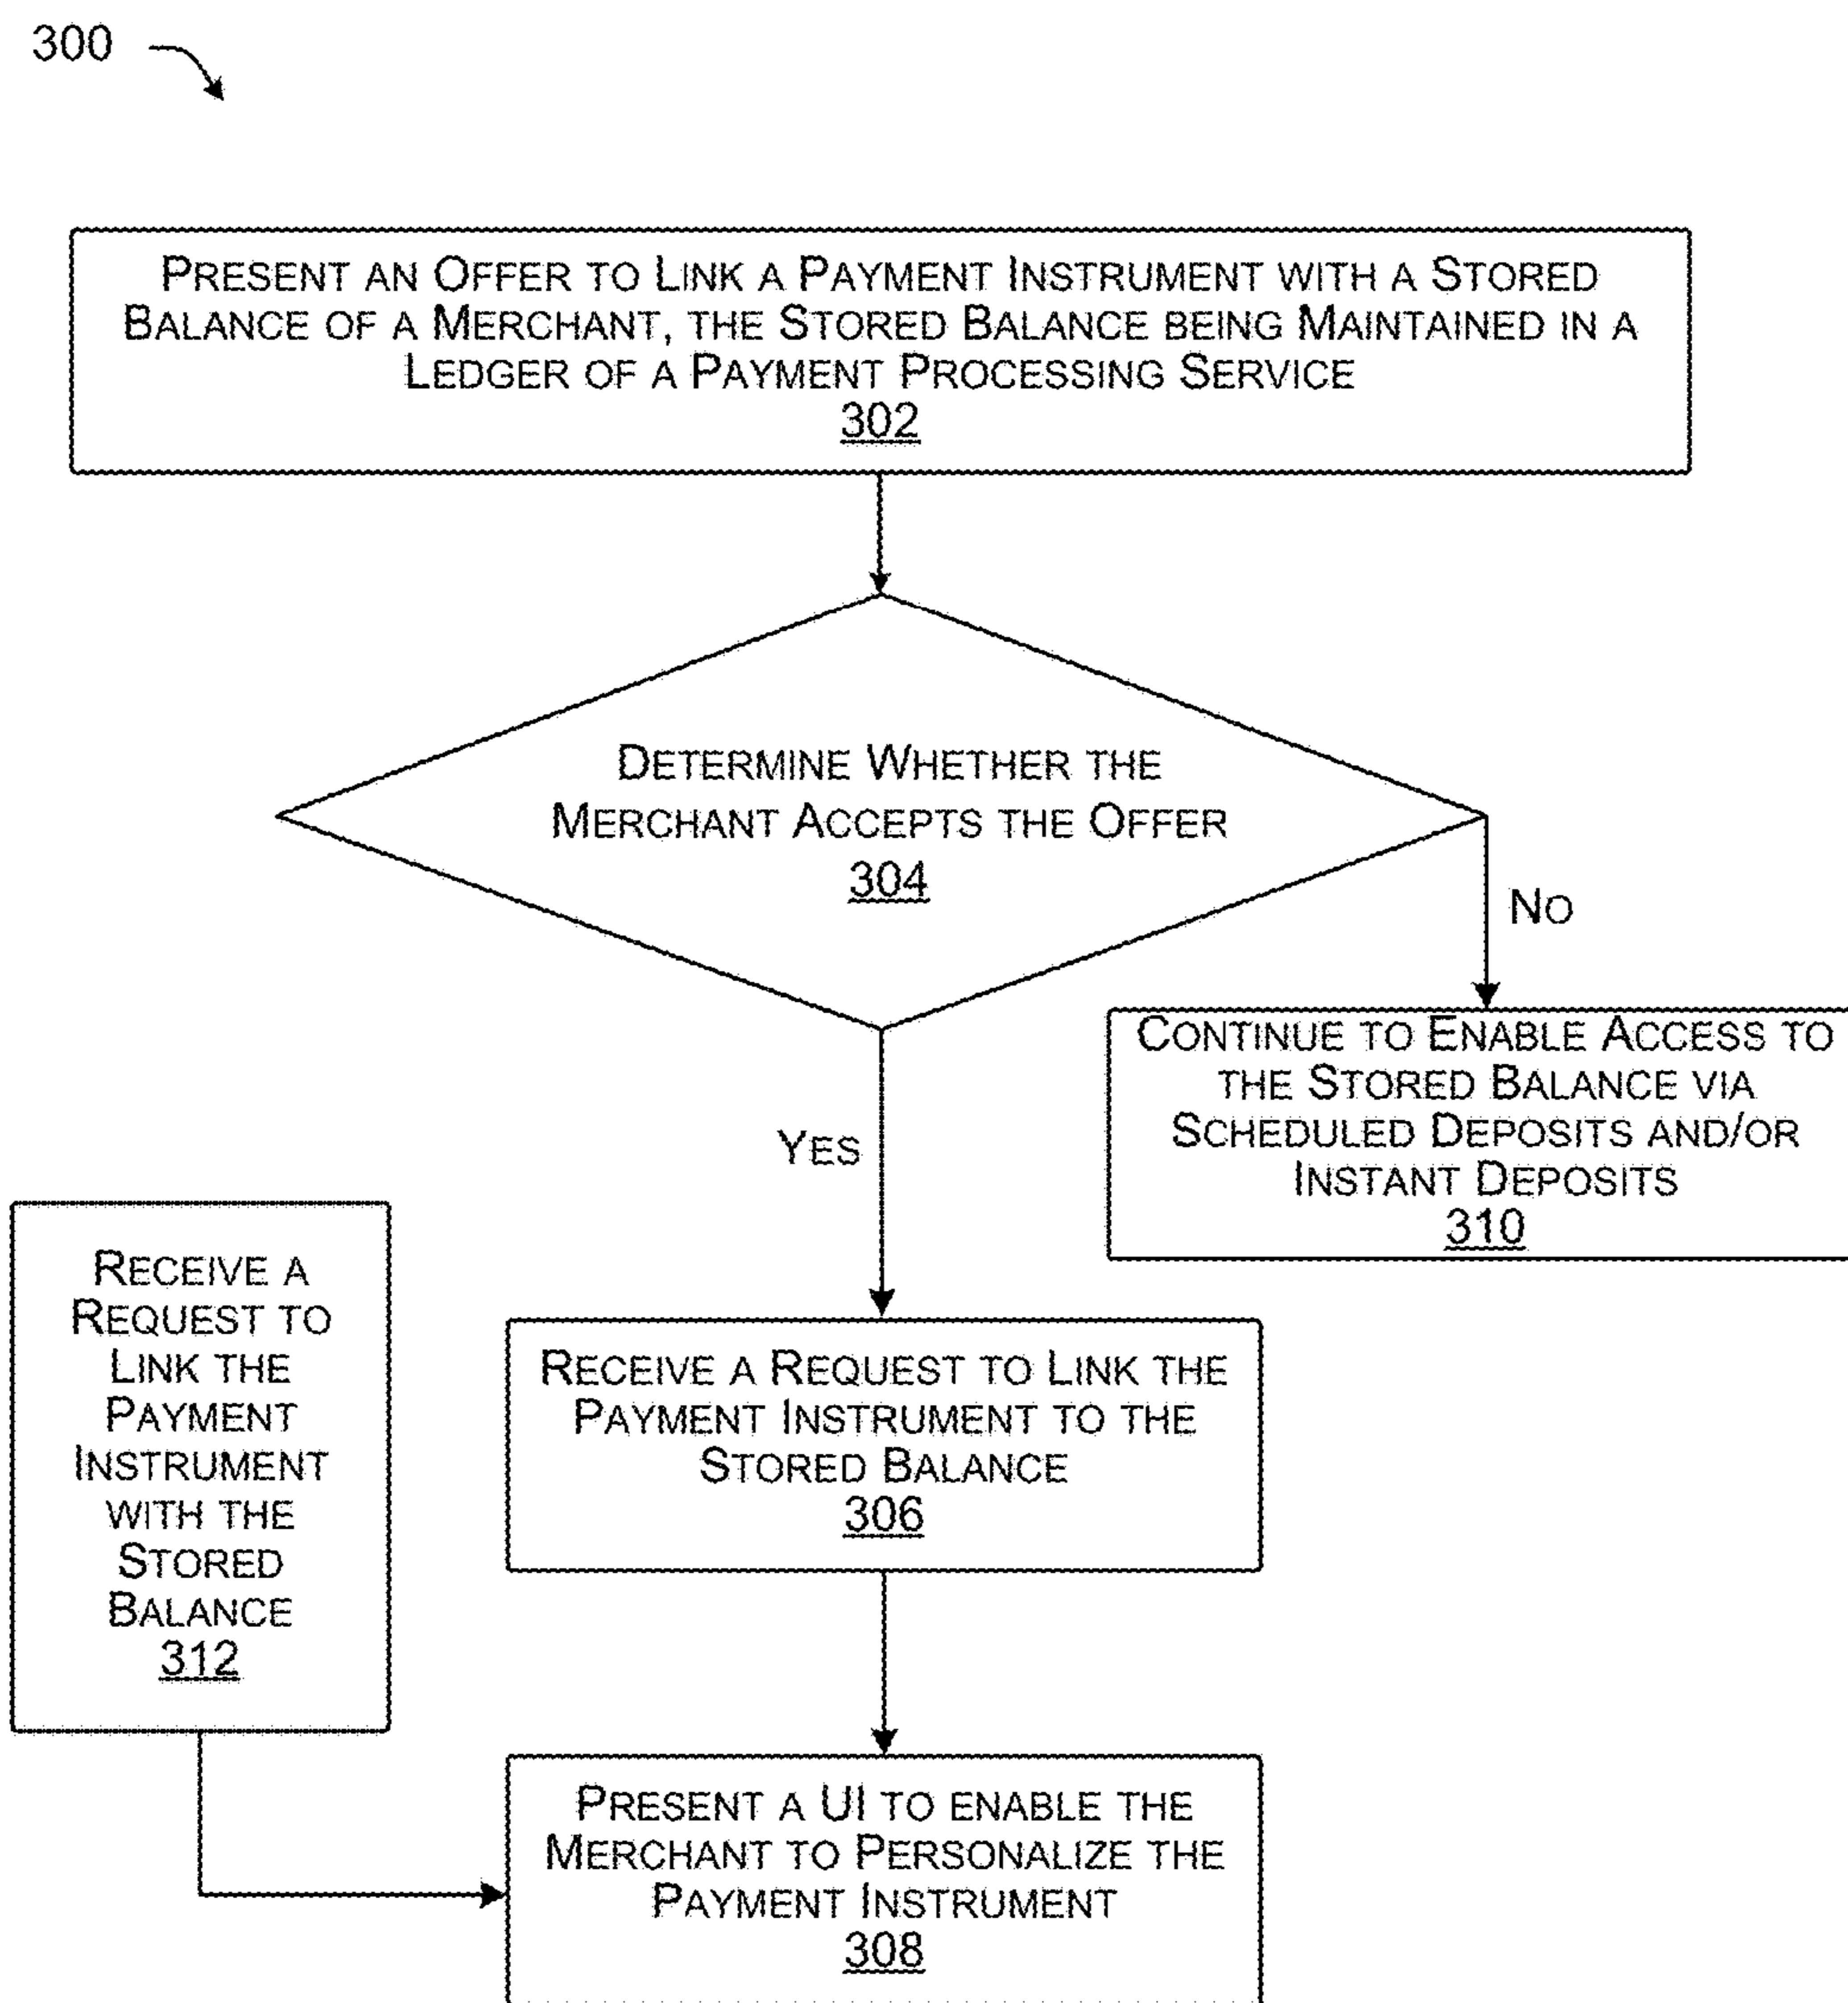 300
PRESENT AN OFFER TO LINK A PAYMENT INSTRUMENT WITH A STORED
BALANCE OF A MERCHANT, THE STORED BALANCE BEING MAINTAINED IN A
LEDGER OF A PAYMENT PROCESSING SERVICE
302
DETERMINE WHETHER THE
MERCHANT ACCEPTS THE OFFER
304
NO
CONTINUE TO ENABLE ACCESS TO
THE STORED BALANCE VIA
SCHEDULED DEPOSITS AND/OR
INSTANT DEPOSITS
310
YES
RECEIVE A
REQUEST TO
LINK THE
PAYMENT
INSTRUMENT
WITH THE
STORED
BALANCE
312
RECEIVE A REQUEST TO LINK THE
PAYMENT INSTRUMENT TO THE
STORED BALANCE
306
PRESENT A UI TO ENABLE THE
MERCHANT TO PERSONALIZE THE
PAYMENT INSTRUMENT
308